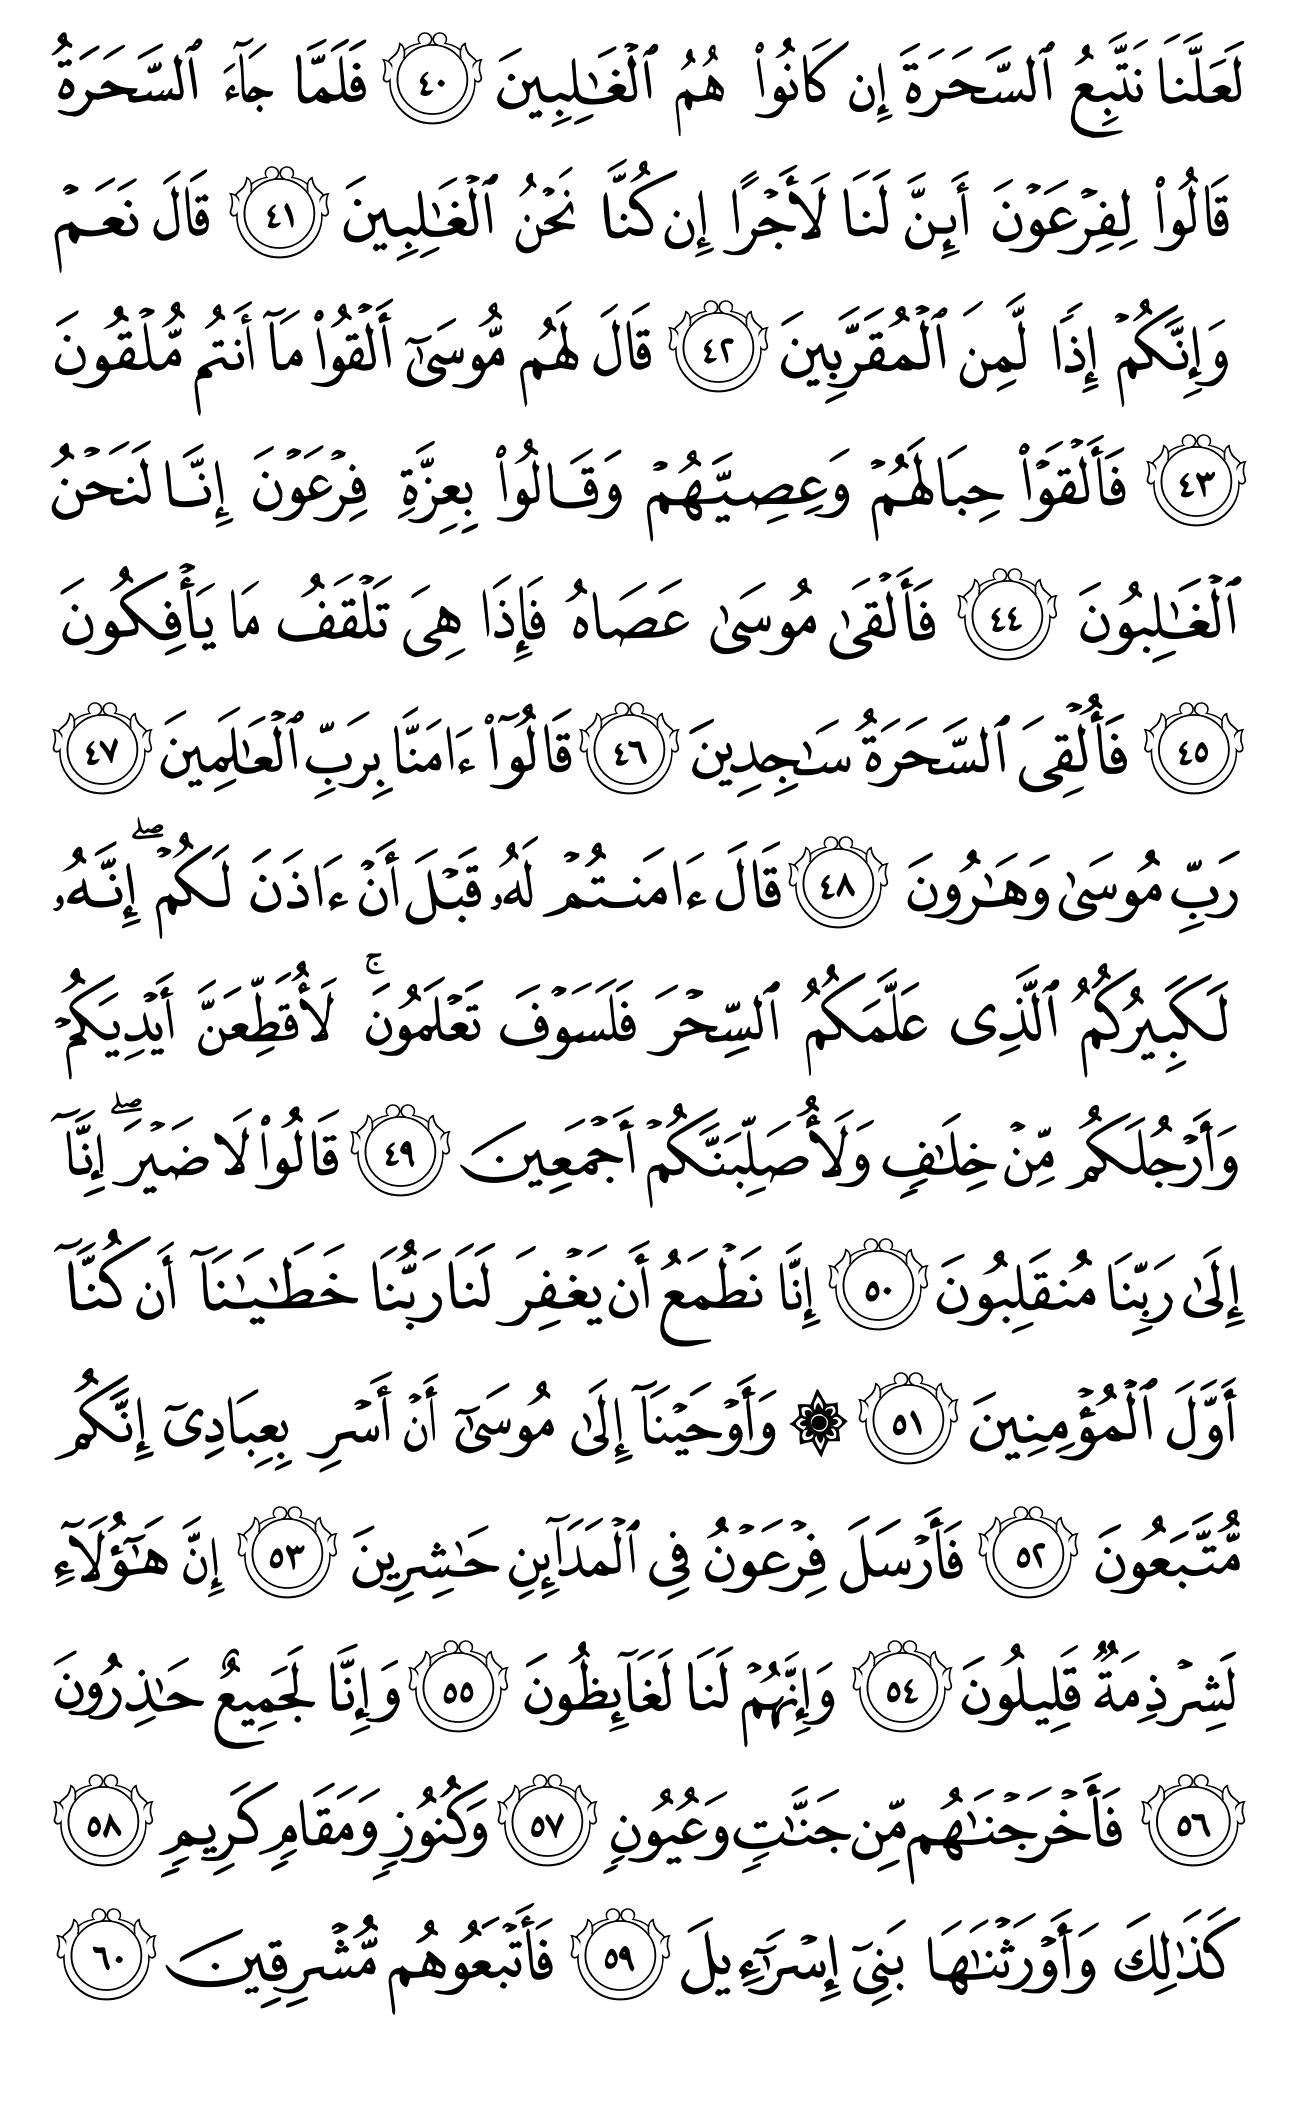 لَعَلَّنَا نَتَّبِعُ ٱلسَّحَرَةَ إِن كَانُوا۟ هُمُ ٱلْغَـٰلِبِينَ ٤٠ فَلَمَّا جَآءَ ٱلسَّحَرَةُ
قَالُوا۟ لِفِرْعَوْنَ أَئِنَّ لَنَا لَأَجْرًا إِن كُنَّا نَحْنُ ٱلْغَـٰلِبِينَ ٤١ قَالَ نَعَمْ
وَإِنَّكُمْ إِذًا لَّمِنَ ٱلْمُقَرَّبِينَ ٤٢ قَالَ لَهُم مُّوسَىٰٓ أَلْقُوا۟ مَآ أَنتُم مُّلْقُونَ
٤٣ فَأَلْقَوْا۟ حِبَالَهُمْ وَعِصِيَّهُمْ وَقَالُوا۟ بِعِزَّةِ فِرْعَوْنَ إِنَّا لَنَحْنُ
ٱلْغَـٰلِبُونَ ٤٤ فَأَلْقَىٰ مُوسَىٰ عَصَاهُ فَإِذَا هِىَ تَلْقَفُ مَا يَأْفِكُونَ
٤٥ فَأُلْقِىَ ٱلسَّحَرَةُ سَـٰجِدِينَ ٤٦ قَالُوٓا۟ ءَامَنَّا بِرَبِّ ٱلْعَـٰلَمِينَ ٤٧
رَبِّ مُوسَىٰ وَهَـٰرُونَ ٤٨ قَالَ ءَامَنتُمْ لَهُۥ قَبْلَ أَنْ ءَاذَنَ لَكُمْ ۖ إِنَّهُۥ
لَكَبِيرُكُمُ ٱلَّذِى عَلَّمَكُمُ ٱلسِّحْرَ فَلَسَوْفَ تَعْلَمُونَ ۚ لَأُقَطِّعَنَّ أَيْدِيَكُمْ
وَأَرْجُلَكُم مِّنْ خِلَـٰفٍ وَلَأُصَلِّبَنَّكُمْ أَجْمَعِينَ ٤٩ قَالُوا۟ لَا ضَيْرَ ۖ إِنَّآ
إِلَىٰ رَبِّنَا مُنقَلِبُونَ ٥٠ إِنَّا نَطْمَعُ أَن يَغْفِرَ لَنَا رَبُّنَا خَطَـٰيَـٰنَآ أَن كُنَّآ
أَوَّلَ ٱلْمُؤْمِنِينَ ٥١ ۞ وَأَوْحَيْنَآ إِلَىٰ مُوسَىٰٓ أَنْ أَسْرِ بِعِبَادِىٓ إِنَّكُم
مُّتَّبَعُونَ ٥٢ فَأَرْسَلَ فِرْعَوْنُ فِى ٱلْمَدَآئِنِ حَـٰشِرِينَ ٥٣ إِنَّ هَـٰٓؤُلَآءِ
لَشِرْذِمَةٌ قَلِيلُونَ ٥٤ وَإِنَّهُمْ لَنَا لَغَآئِظُونَ ٥٥ وَإِنَّا لَجَمِيعٌ حَـٰذِرُونَ
٥٦ فَأَخْرَجْنَـٰهُم مِّن جَنَّـٰتٍ وَعُيُونٍ ٥٧ وَكُنُوزٍ وَمَقَامٍ كَرِيمٍ ٥٨
كَذَٰلِكَ وَأَوْرَثْنَـٰهَا بَنِىٓ إِسْرَٰٓءِيلَ ٥٩ فَأَتْبَعُوهُم مُّشْرِقِينَ ٦٠